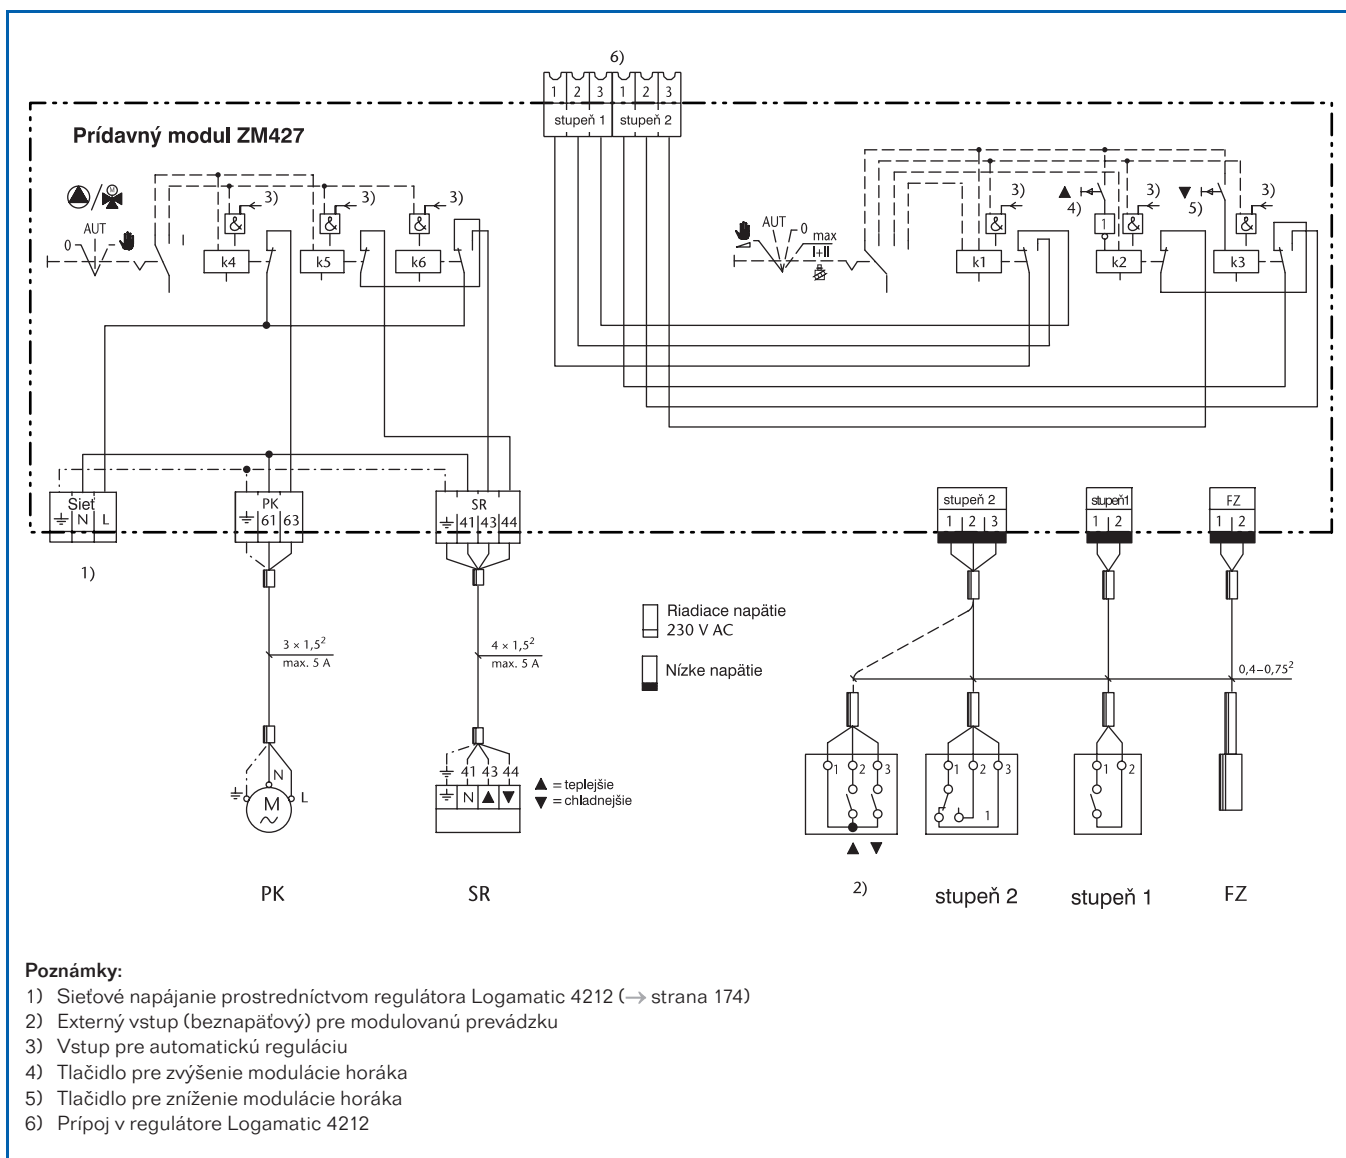 6)
1 2 3 1 2 3
stupeň 1 stupeň 2
Prídavný modul ZM427
M
3) 3) 3) 3) 4) 3) 5) 3)
& & & & 1 & &
0 AUT
AUT 0 max
I+II
k4 k5 k6 k1 k2 k3
Sieť PK SR stupeň 2 stupeň1 FZ
N L 61 63 41 43 44 1 2 3 1 2 1 2
1)
Riadiace napätie
230 V AC
3 × 1,5²
max. 5 A
4 × 1,5²
max. 5 A
Nízke napätie
0,4–0,75²
N
L
M
41 43 44
N
▲ = teplejšie
▼ = chladnejšie
1 2 3 1 2 3 1 2
1
2)
PK SR stupeň 2 stupeň 1 FZ
Poznámky:
1) Sieťové napájanie prostredníctvom regulátora Logamatic 4212 (→ strana 174)
2) Externý vstup (beznapäťový) pre modulovanú prevádzku
3) Vstup pre automatickú reguláciu
4) Tlačidlo pre zvýšenie modulácie horáka
5) Tlačidlo pre zníženie modulácie horáka
6) Prípoj v regulátore Logamatic 4212